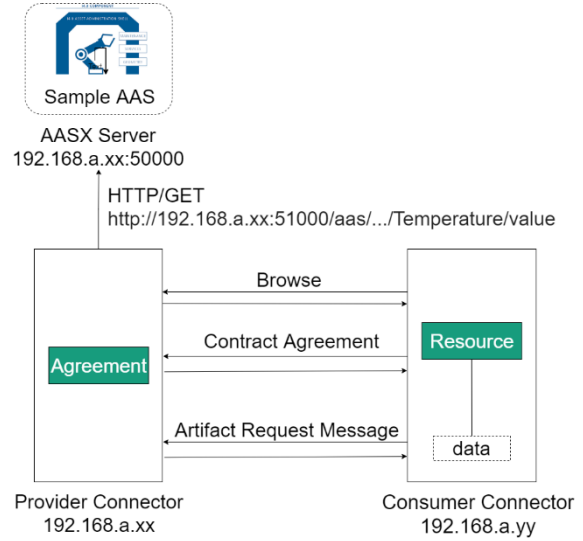 Sample AAS
AASX Server
192.168.a.xx:50000
HTTP/GET
http://192.168.a.xx:51000/aas/.../Temperature/value
Browse
Contract Agreement
Resource
Agreement
Artifact Request Message
data
Provider Connector
192.168.a.xx
Consumer Connector
192.168.a.yy